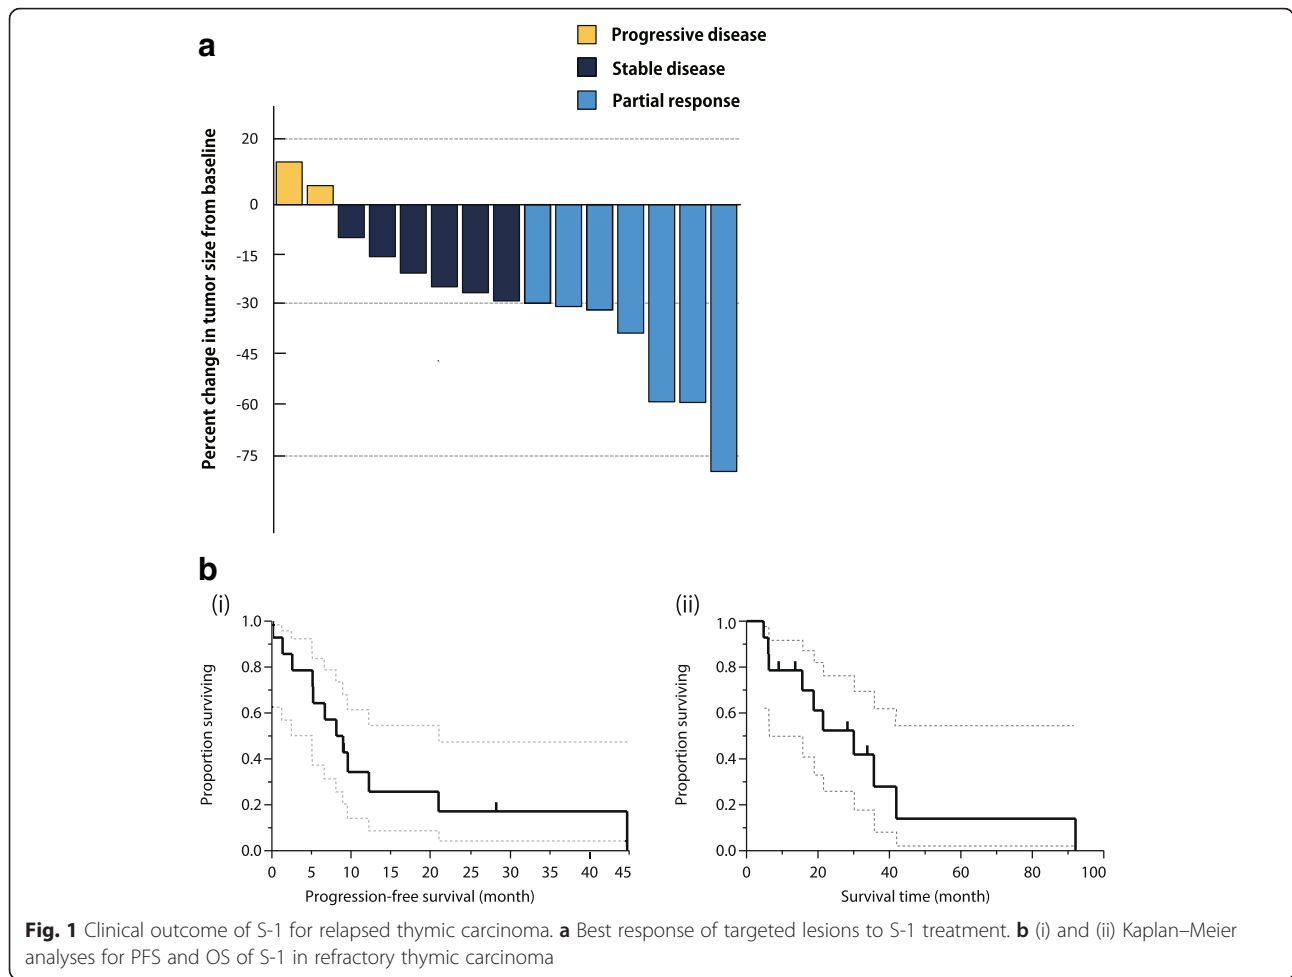 a
Progressive disease
Stable disease
Partial response
Percent change in tumor size from baseline
20
0
-15
-30
-45
-60
-75
b
(i)
Proportion surviving
1.0
0.8
0.6
0.4
0.2
0.0
0 5 10 15 20 25 30 35 40 45
Progression-free survival (month)
(ii)
Proportion surviving
1.0
0.8
0.6
0.4
0.2
0.0
0 20 40 60 80 100
Survival time (month)
Fig. 1 Clinical outcome of S-1 for relapsed thymic carcinoma. a Best response of targeted lesions to S-1 treatment. b (i) and (ii) Kaplan–Meier
analyses for PFS and OS of S-1 in refractory thymic carcinoma